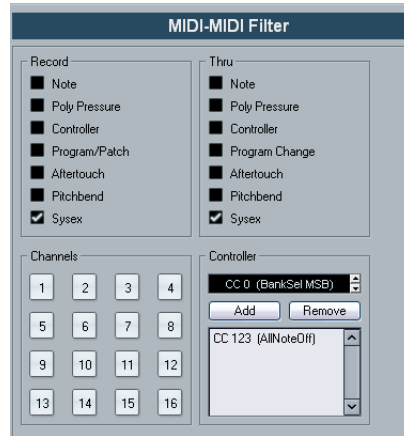 MIDI-MIDI Filter
Record
Note
Poly Pressure
Controller
Program/Patch
Aftertouch
Pitchbend
Sysex
Thru
Note
Poly Pressure
Controller
Program Change
Aftertouch
Pitchbend
Sysex
Channels
1 2 3 4
5 6 7 8
9 10 11 12
13 14 15 16
Controller
CC 0 (BankSel MSB)
Add Remove
CC 123 (AllNoteOff)